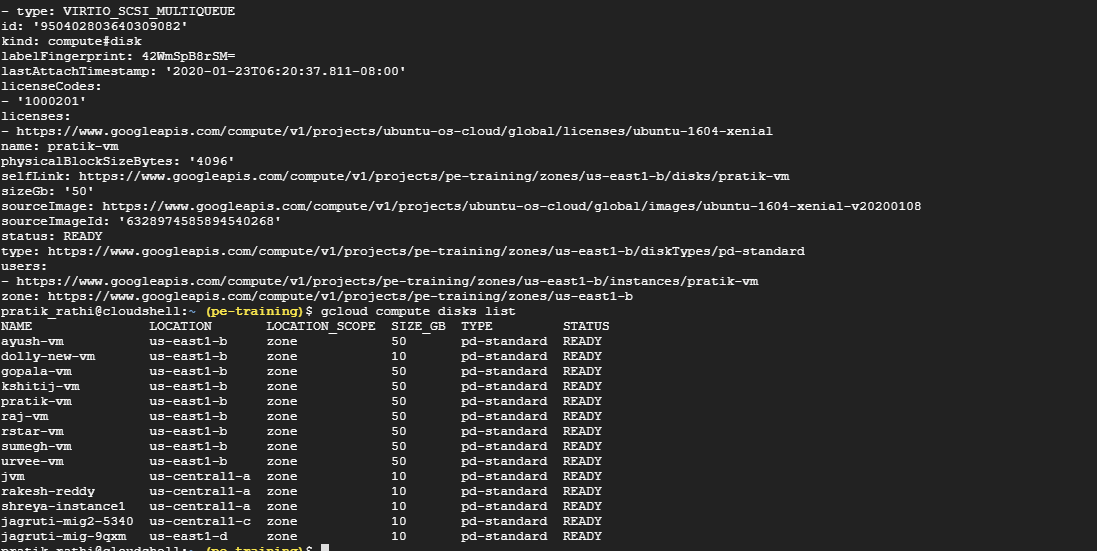 - type: VIRTIO_SCSI_MULTIQUEUE
id: '950402803640309082'
kind: compute#disk
labelFingerprint: 42WmSpB8rSM=
lastAttachTimestamp: '2020-01-23T06:20:37.811-08:00'
licenseCodes:
- '1000201'
licenses:
- https://www.googleapis.com/compute/v1/projects/ubuntu-os-cloud/global/licenses/ubuntu-1604-xenial
name: pratik-vm
physicalBlockSizeBytes: '4096'
selfLink: https://www.googleapis.com/compute/v1/projects/pe-training/zones/us-east1-b/disks/pratik-vm
sizeGb: '50'
sourceImage: https://www.googleapis.com/compute/v1/projects/ubuntu-os-cloud/global/images/ubuntu-1604-xenial-v20200108
sourceImageId: '6328974585894540268'
status: READY
type: https://www.googleapis.com/compute/v1/projects/pe-training/zones/us-east1-b/diskTypes/pd-standard
users:
- https://www.googleapis.com/compute/v1/projects/pe-training/zones/us-east1-b/instances/pratik-vm
zone: https://www.googleapis.com/compute/v1/projects/pe-training/zones/us-east1-b
pratik_rathi@cloudshell:~ (pe-training)$ gcloud compute disks list
NAME LOCATION LOCATION_SCOPE SIZE_GB TYPE STATUS
ayush-vm us-east1-b zone 50 pd-standard READY
dolly-new-vm us-east1-b zone 10 pd-standard READY
gopala-vm us-east1-b zone 50 pd-standard READY
kshitij-vm us-east1-b zone 50 pd-standard READY
pratik-vm us-east1-b zone 50 pd-standard READY
raj-vm us-east1-b zone 50 pd-standard READY
rstar-vm us-east1-b zone 50 pd-standard READY
sumegh-vm us-east1-b zone 50 pd-standard READY
urvee-vm us-east1-b zone 50 pd-standard READY
jvm us-central1-a zone 10 pd-standard READY
rakesh-reddy us-central1-a zone 10 pd-standard READY
shreya-instance1 us-central1-a zone 10 pd-standard READY
jagruti-mig2-5340 us-central1-c zone 10 pd-standard READY
jagruti-mig-9qxm us-east1-d zone 10 pd-standard READY
pratik_rathi@cloudshell:~ (pe-training)$